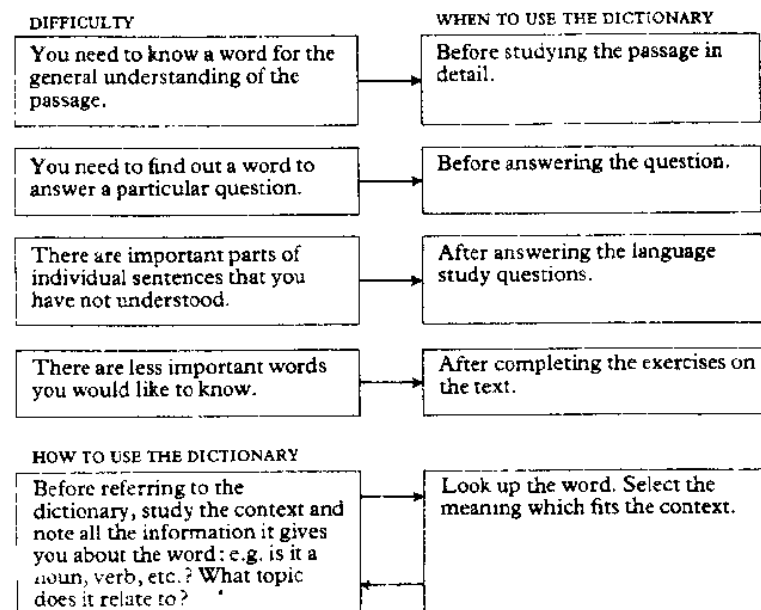 DIFFICULTY
WHEN TO USE THE DICTIONARY
You need to know a word for the
general understanding of the
passage.
Before studying the passage in
detail.
You need to find out a word to
answer a particular question.
Before answering the question.
There are important parts of
individual sentences that you
have not understood.
After answering the language
study questions.
There are less important words
you would like to know.
After completing the exercises on
the text.
HOW TO USE THE DICTIONARY
Before referring to the
dictionary, study the context and
note all the information it gives
you about the word: e.g. is it a
noun, verb, etc.? What topic
does it relate to?
Look up the word. Select the
meaning which fits the context.